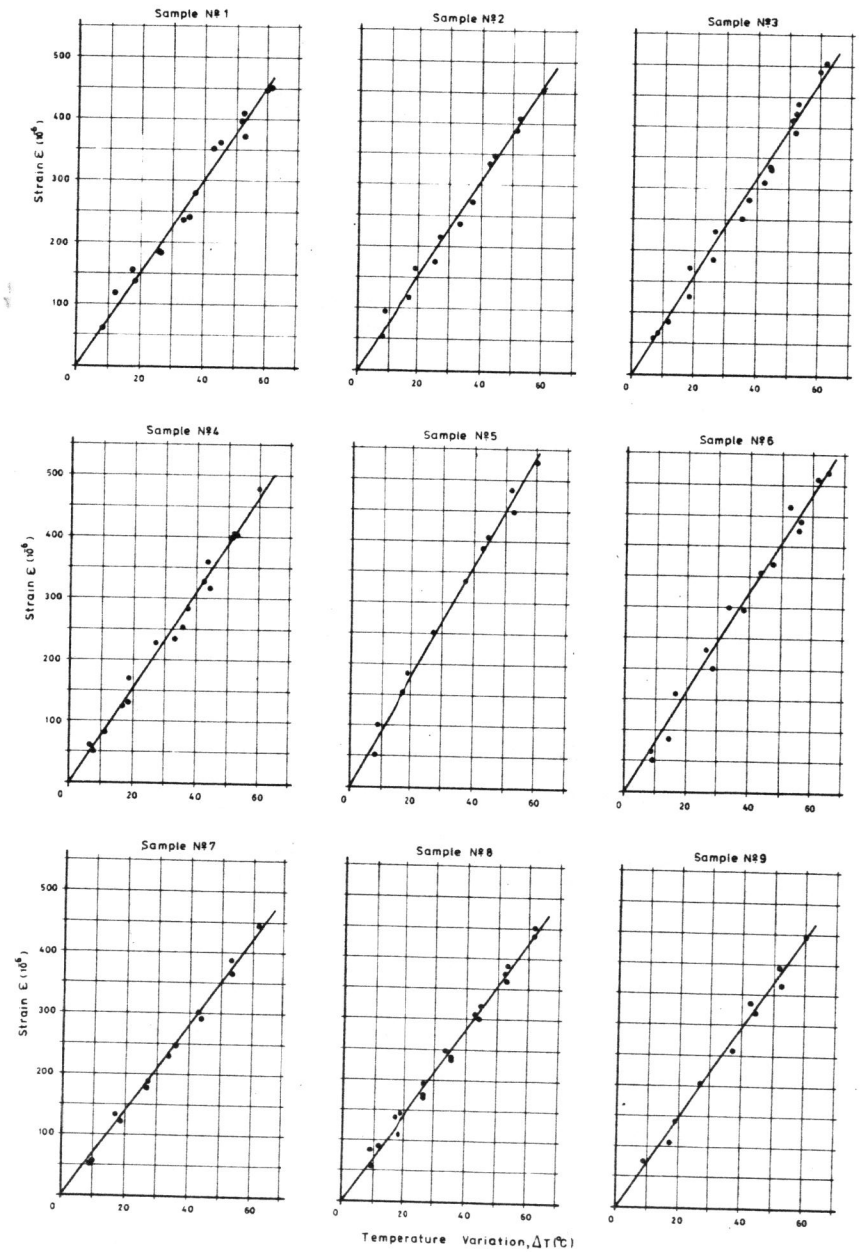 Sample Nº 1
Sample Nº2
Sample Nº3
Strain ε (10⁶)
500
400
300
200
100
0 20 40 60
0 20 40 60
0 20 40 60
Sample Nº4
Sample Nº5
Sample Nº6
Strain ε (10⁶)
500
400
300
200
100
0 20 40 60
0 20 40 60
0 20 40 60
Sample Nº7
Sample Nº8
Sample Nº9
Strain ε (10⁶)
500
400
300
200
100
0 20 40 60
0 20 40 60
0 20 40 60
Temperature Variation, ΔT(°C)